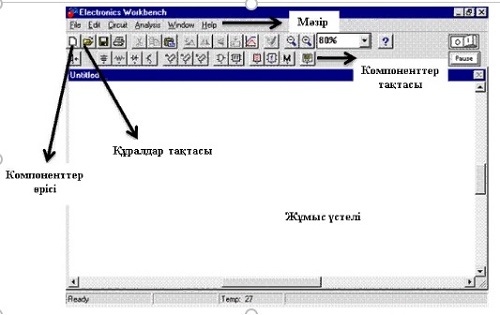 Electronics Workbench
File Edit Circuit Analysis Window Help
Мәзір
80%
?
Pause
Untitled
Компоненттер
тақтасы
Құралдар тақтасы
Компоненттер
өрісі
Жұмыс үстелі
Ready
Temp: 27